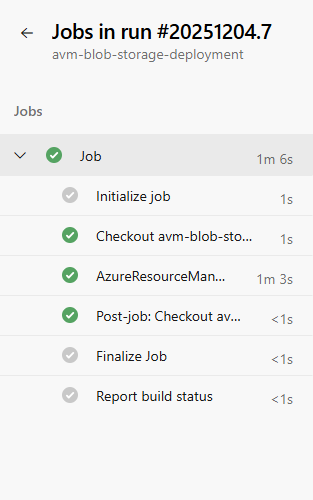 Jobs in run #20251204.7
avm-blob-storage-deployment
Jobs
Job 1m 6s
Initialize job 1s
Checkout avm-blob-sto... 1s
AzureResourceMan... 1m 3s
Post-job: Checkout av... <1s
Finalize Job <1s
Report build status <1s